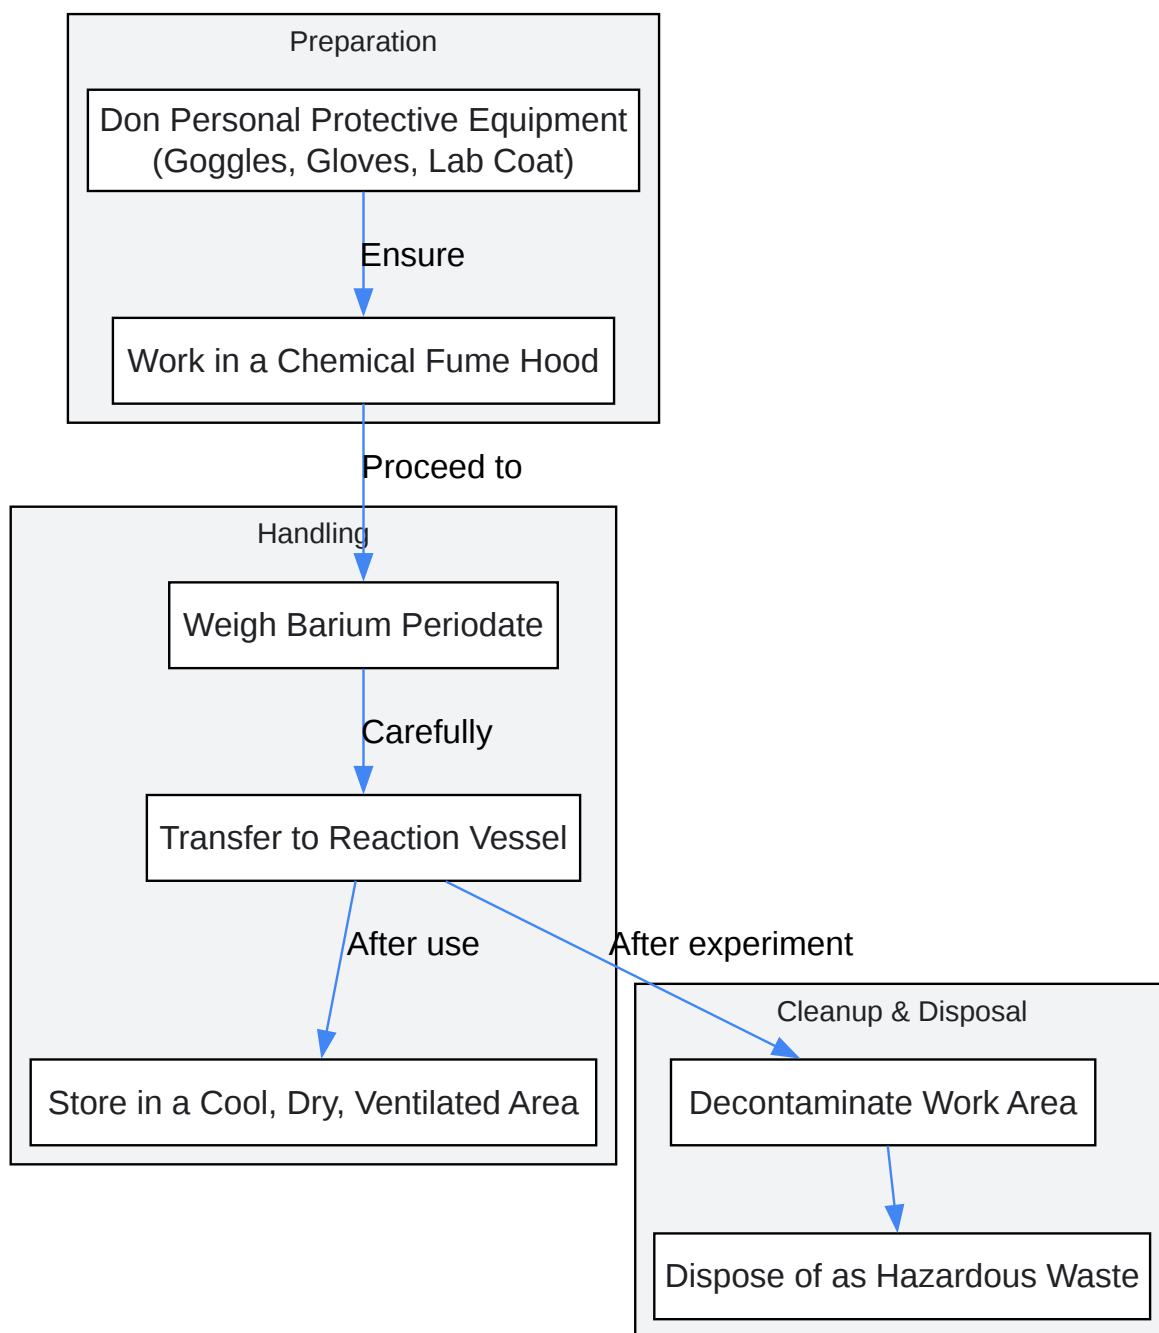 Preparation
Don Personal Protective Equipment
(Goggles, Gloves, Lab Coat)
Ensure
Work in a Chemical Fume Hood
Proceed to
Handling
Weigh Barium Periodate
Carefully
Transfer to Reaction Vessel
After use
After experiment
Cleanup & Disposal
Store in a Cool, Dry, Ventilated Area
Decontaminate Work Area
Dispose of as Hazardous Waste